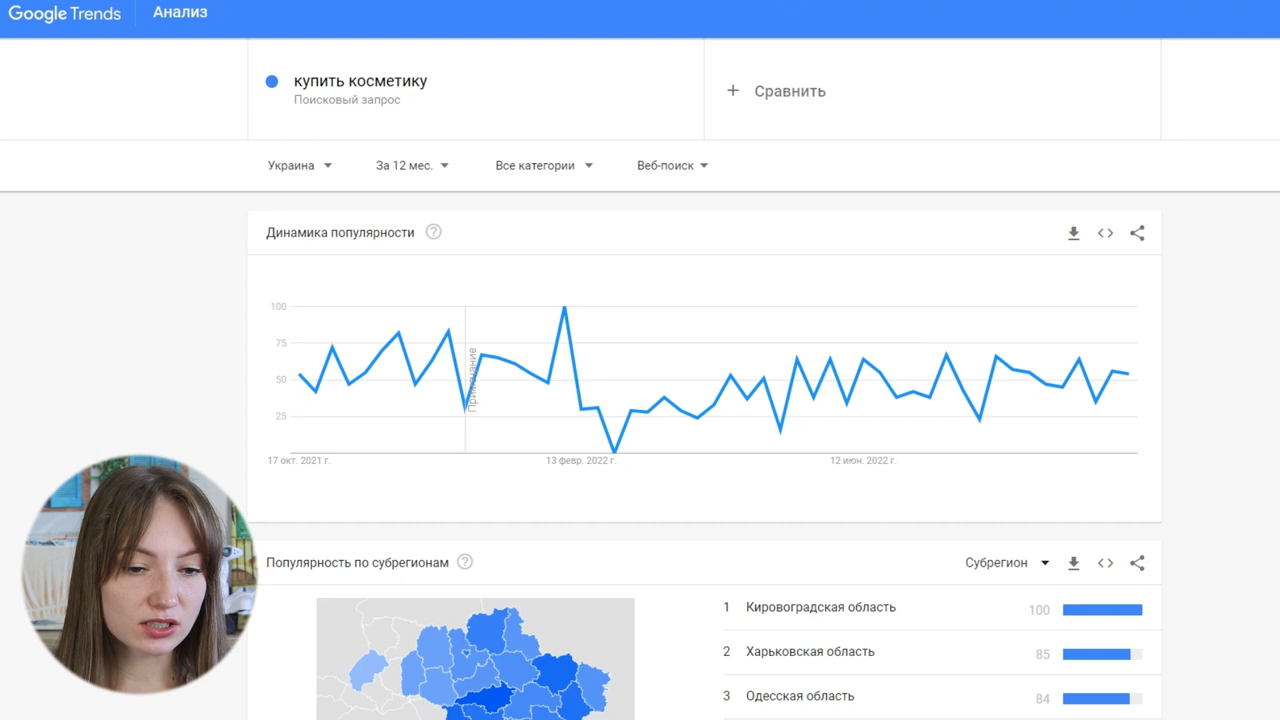 Google Trends
Анализ
купить косметику
Поисковый запрос
+ Сравнить
Украина
За 12 мес.
Все категории
Веб-поиск
Динамика популярности
100
75
50
25
Примечание
17 окт. 2021 г.
13 февр. 2022 г.
12 июн. 2022 г.
Популярность по субрегионам
Субрегион
1 Кировоградская область 100
2 Харьковская область 85
3 Одесская область 84